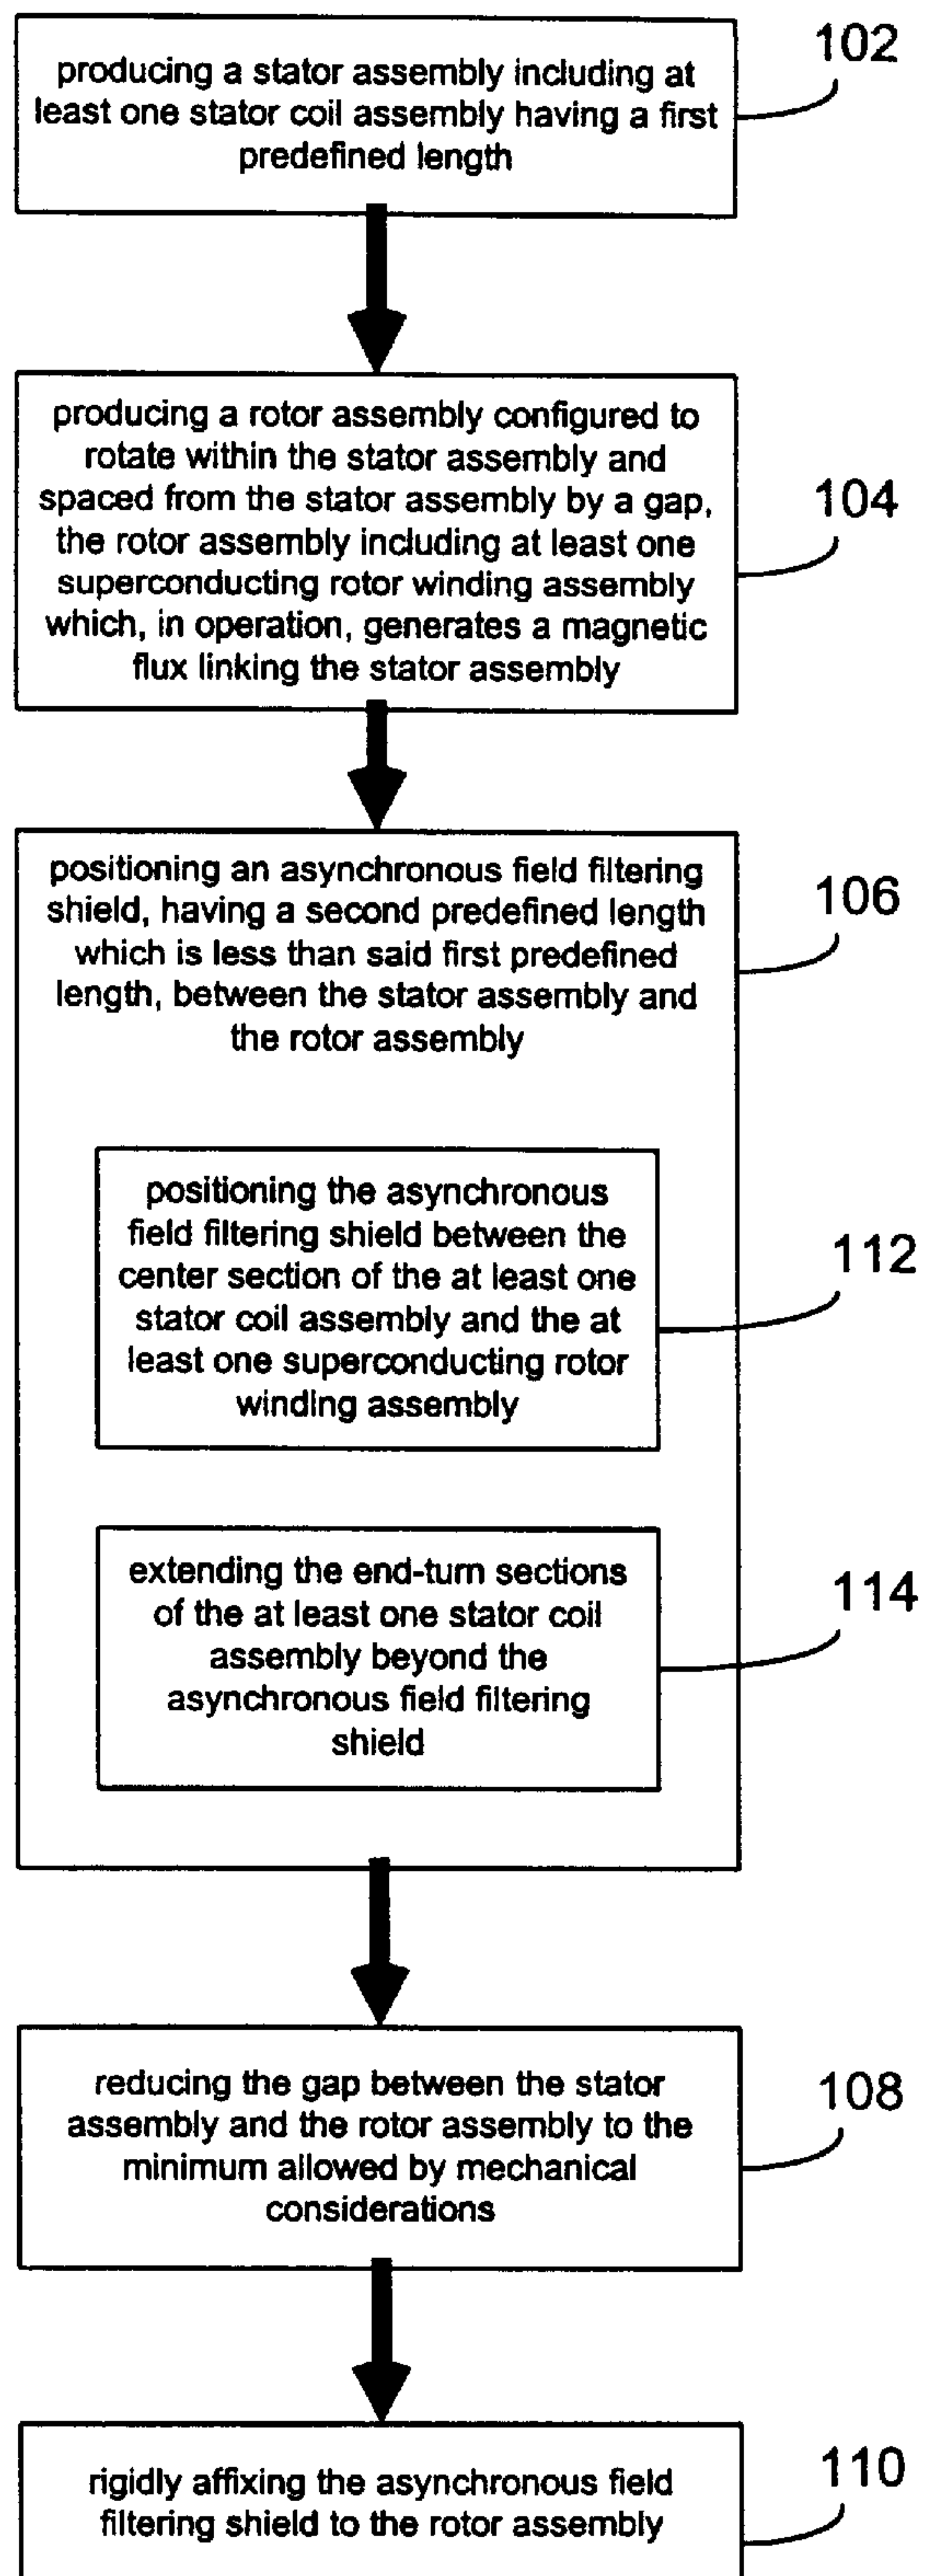 producing a stator assembly including at
least one stator coil assembly having a first
predefined length
102
producing a rotor assembly configured to
rotate within the stator assembly and
spaced from the stator assembly by a gap,
the rotor assembly including at least one
superconducting rotor winding assembly
which, in operation, generates a magnetic
flux linking the stator assembly
104
positioning an asynchronous field filtering
shield, having a second predefined length
which is less than said first predefined
length, between the stator assembly and
the rotor assembly
106
positioning the asynchronous
field filtering shield between the
center section of the at least one
stator coil assembly and the at
least one superconducting rotor
winding assembly
112
extending the end-turn sections
of the at least one stator coil
assembly beyond the
asynchronous field filtering
shield
114
reducing the gap between the stator
assembly and the rotor assembly to the
minimum allowed by mechanical
considerations
108
rigidly affixing the asynchronous field
filtering shield to the rotor assembly
110